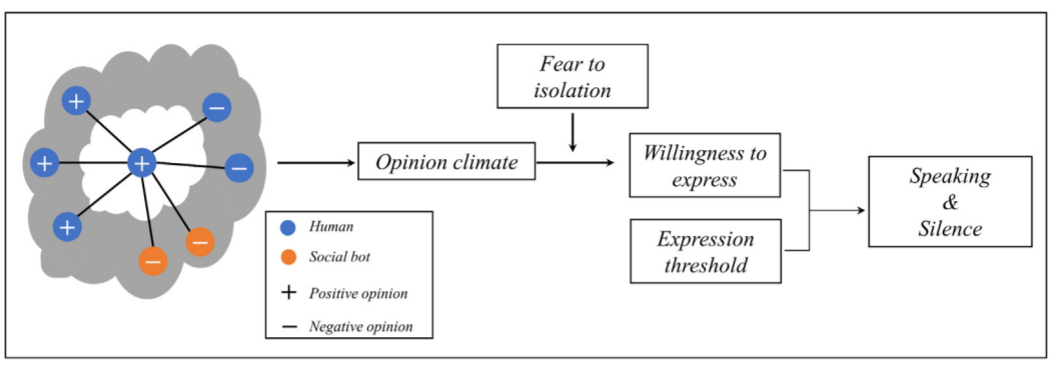 Fear to
isolation
Opinion climate
Willingness to
express
Expression
threshold
Speaking
&
Silence
+
−
+
+
−
+
−
−
Human
Social bot
+ Positive opinion
− Negative opinion